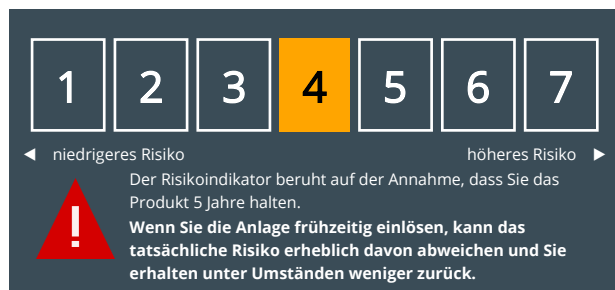 1 2 3 4 5 6 7
◄ niedrigeres Risiko höheres Risiko ►
Der Risikoindikator beruht auf der Annahme, dass Sie das
Produkt 5 Jahre halten.
!
Wenn Sie die Anlage frühzeitig einlösen, kann das
tatsächliche Risiko erheblich davon abweichen und Sie
erhalten unter Umständen weniger zurück.